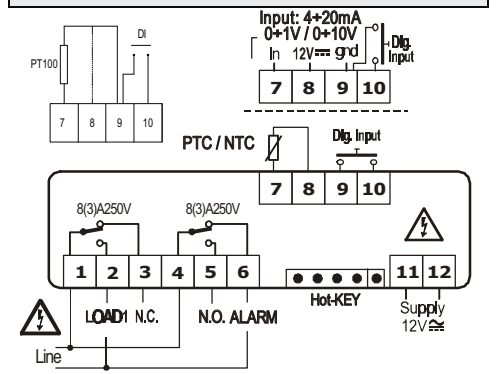 Input: 4÷20mA
0÷1V / 0÷10V
In 12V gnd
Dig.
Input
7 8 9 10
DI
PT100
7 8 9 10
PTC / NTC
Dig. Input
7 8 9 10
8(3)A250V 8(3)A250V
1 2 3 4 5 6 11 12
Hot-KEY
LOAD1 N.C. N.O. ALARM
Supply
12V
Line